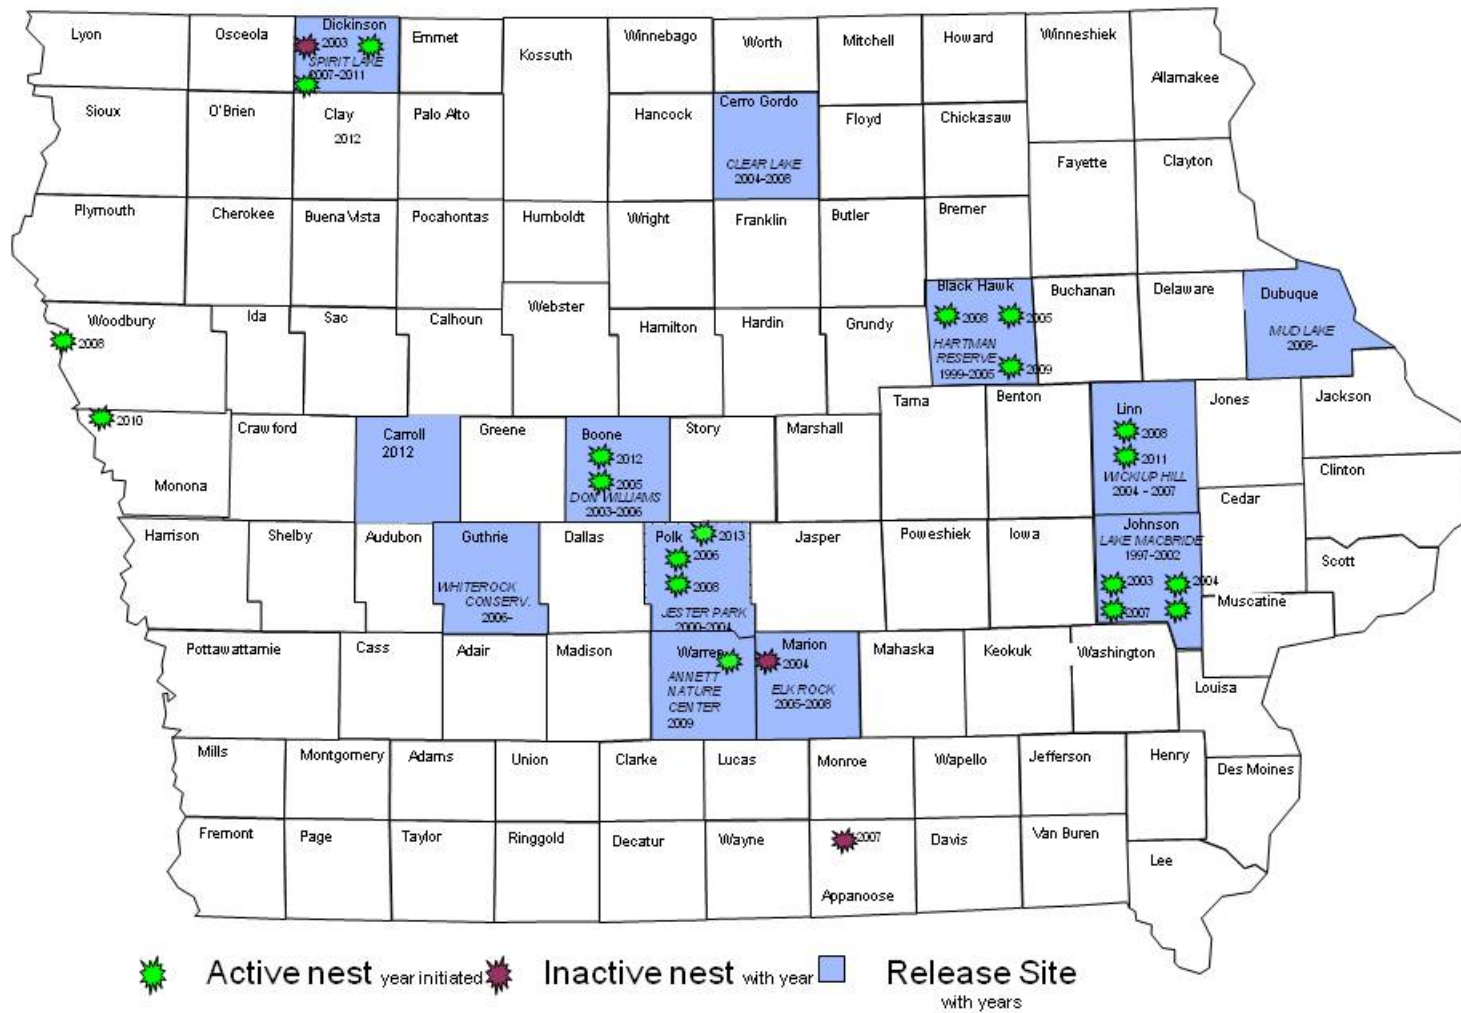 Lyon
Osceola
Dickinson
2003
SPIRIT LAKE
2007-2011
Emmet
Kossuth
Winnebago
Worth
Mitchell
Howard
Winneshiek
Allamakee
Sioux
O'Brien
Clay
2012
Palo Alto
Hancock
Cerro Gordo
CLEAR LAKE
2004-2008
Floyd
Chickasaw
Fayette
Clayton
Plymouth
Cherokee
Buena Vista
Pocahontas
Humboldt
Wright
Franklin
Butler
Bremer
Woodbury
2008
Ida
Sac
Calhoun
Webster
Hamilton
Hardin
Grundy
Black Hawk
2008
2005
HARTMAN
RESERVE
1999-2005
2009
Buchanan
Delaware
Dubuque
MUD LAKE
2008-
2010
Monona
Crawford
Carroll
2012
Greene
Boone
2012
2005
DON WILLIAMS
2003-2006
Story
Marshall
Tama
Benton
Linn
2008
2011
WICKIUP HILL
2004 - 2007
Jones
Jackson
Clinton
Cedar
Harrison
Shelby
Audubon
Guthrie
WHITEROCK
CONSERV.
2006-
Dallas
Polk
2013
2006
2008
JESTER PARK
2000-2004
Jasper
Poweshiek
Iowa
Johnson
LAKE MACBRIDE
1997-2002
2003
2004
2007
Scott
Muscatine
Pottawattamie
Cass
Adair
Madison
Warren
ANNETT
NATURE
CENTER
2009
Marion
2004
ELK ROCK
2005-2008
Mahaska
Keokuk
Washington
Louisa
Mills
Montgomery
Adams
Union
Clarke
Lucas
Monroe
Wapello
Jefferson
Henry
Des Moines
Fremont
Page
Taylor
Ringgold
Decatur
Wayne
2007
Appanoose
Davis
Van Buren
Lee
Active nest year initiated
Inactive nest with year
Release Site
with years